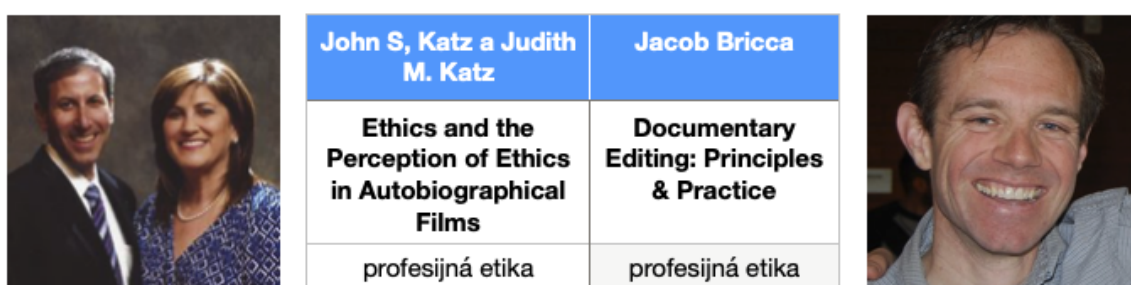 John S, Katz a Judith
M. Katz
Jacob Bricca
Ethics and the
Perception of Ethics
in Autobiographical
Films
Documentary
Editing: Principles
& Practice
profesijná etika
profesijná etika